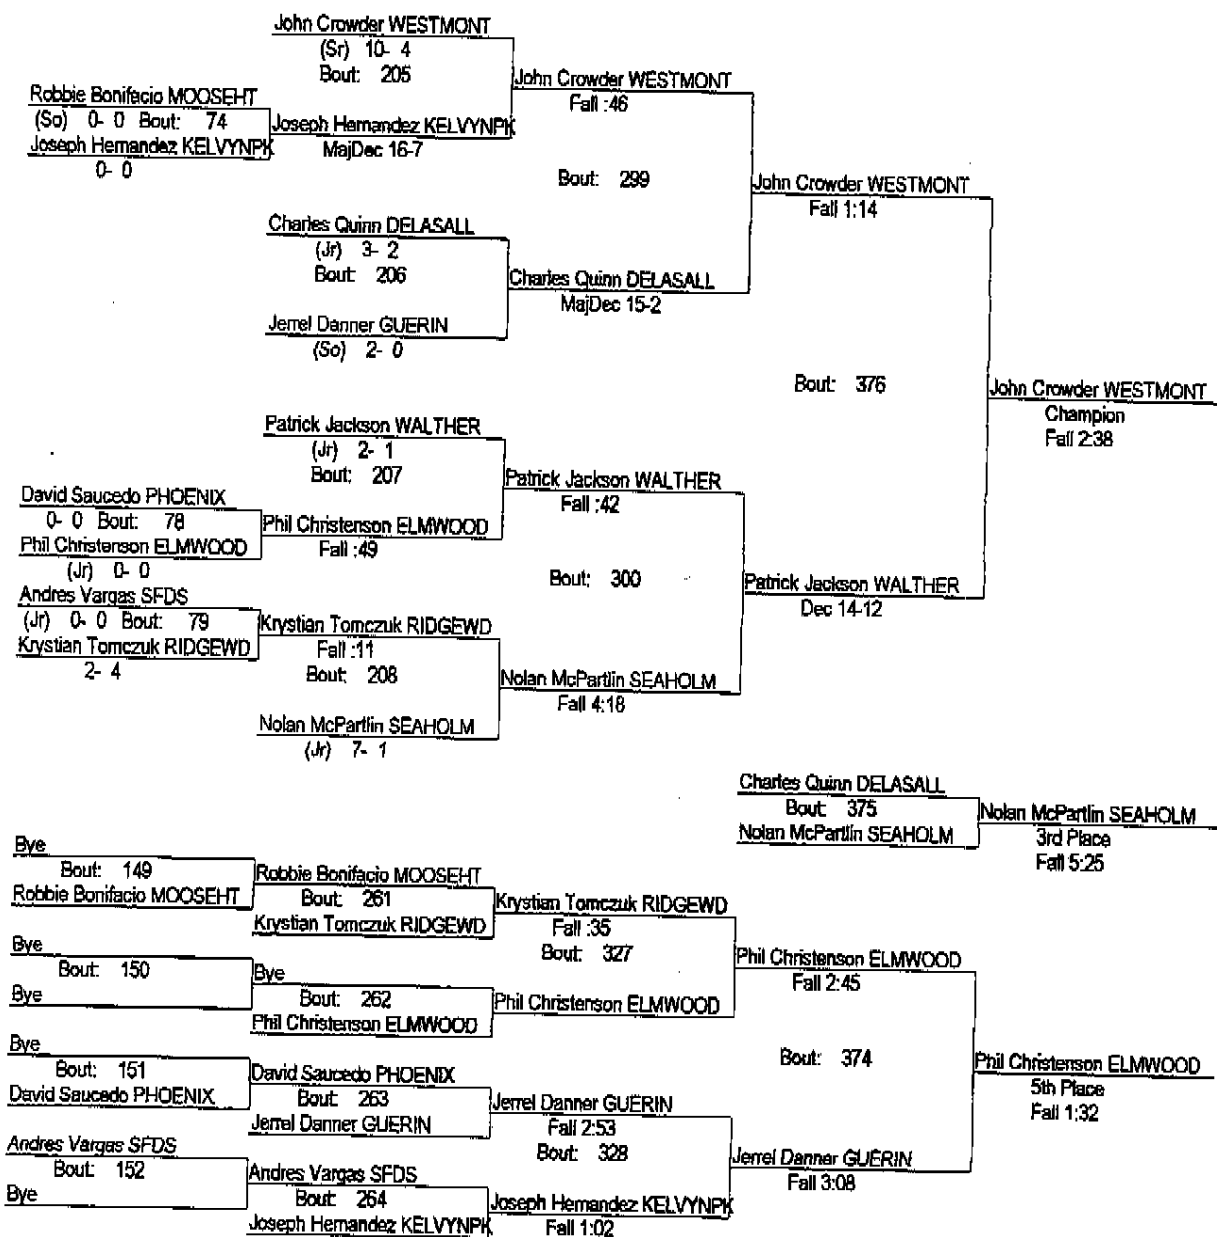 John Crowder WESTMONT
(Sr) 10- 4
Bout: 205
John Crowder WESTMONT
Fall :46
Robbie Bonifacio MOOSEHT
(So) 0- 0 Bout: 74
Joseph Hernandez KELVYNPK
Joseph Hernandez KELVYNPK
0- 0
MajDec 16-7
Bout: 299
John Crowder WESTMONT
Fall 1:14
Charles Quinn DELASALL
(Jr) 3- 2
Bout: 206
Charles Quinn DELASALL
MajDec 15-2
Jerrel Danner GUERIN
(So) 2- 0
Bout: 376
John Crowder WESTMONT
Champion
Fall 2:38
Patrick Jackson WALTHER
(Jr) 2- 1
Bout: 207
Patrick Jackson WALTHER
Fall :42
David Saucedo PHOENIX
0- 0 Bout: 78
Phil Christenson ELMWOOD
Phil Christenson ELMWOOD
Fall :49
(Jr) 0- 0
Bout: 300
Patrick Jackson WALTHER
Dec 14-12
Andres Vargas SFDS
(Jr) 0- 0 Bout: 79
Krystian Tomczuk RIDGEWD
Krystian Tomczuk RIDGEWD
2- 4
Fall :11
Bout: 208
Nolan McPartlin SEAHOLM
Fall 4:18
Nolan McPartlin SEAHOLM
(Jr) 7- 1
Charles Quinn DELASALL
Bout: 375
Nolan McPartlin SEAHOLM
Nolan McPartlin SEAHOLM
3rd Place
Fall 5:25
Bye
Bout: 149
Robbie Bonifacio MOOSEHT
Robbie Bonifacio MOOSEHT
Bout: 261
Krystian Tomczuk RIDGEWD
Krystian Tomczuk RIDGEWD
Fall :35
Bout: 327
Bye
Bout: 150
Bye
Bye
Bout: 262
Phil Christenson ELMWOOD
Phil Christenson ELMWOOD
Phil Christenson ELMWOOD
Fall 2:45
Bout: 374
Phil Christenson ELMWOOD
5th Place
Fall 1:32
Bye
Bout: 151
David Saucedo PHOENIX
David Saucedo PHOENIX
Bout: 263
Jerrel Danner GUERIN
Jerrel Danner GUERIN
Fall 2:53
Bout: 328
Jerrel Danner GUERIN
Fall 3:08
Andres Vargas SFDS
Bout: 152
Bye
Andres Vargas SFDS
Bout: 264
Joseph Hernandez KELVYNPK
Joseph Hernandez KELVYNPK
Fall 1:02